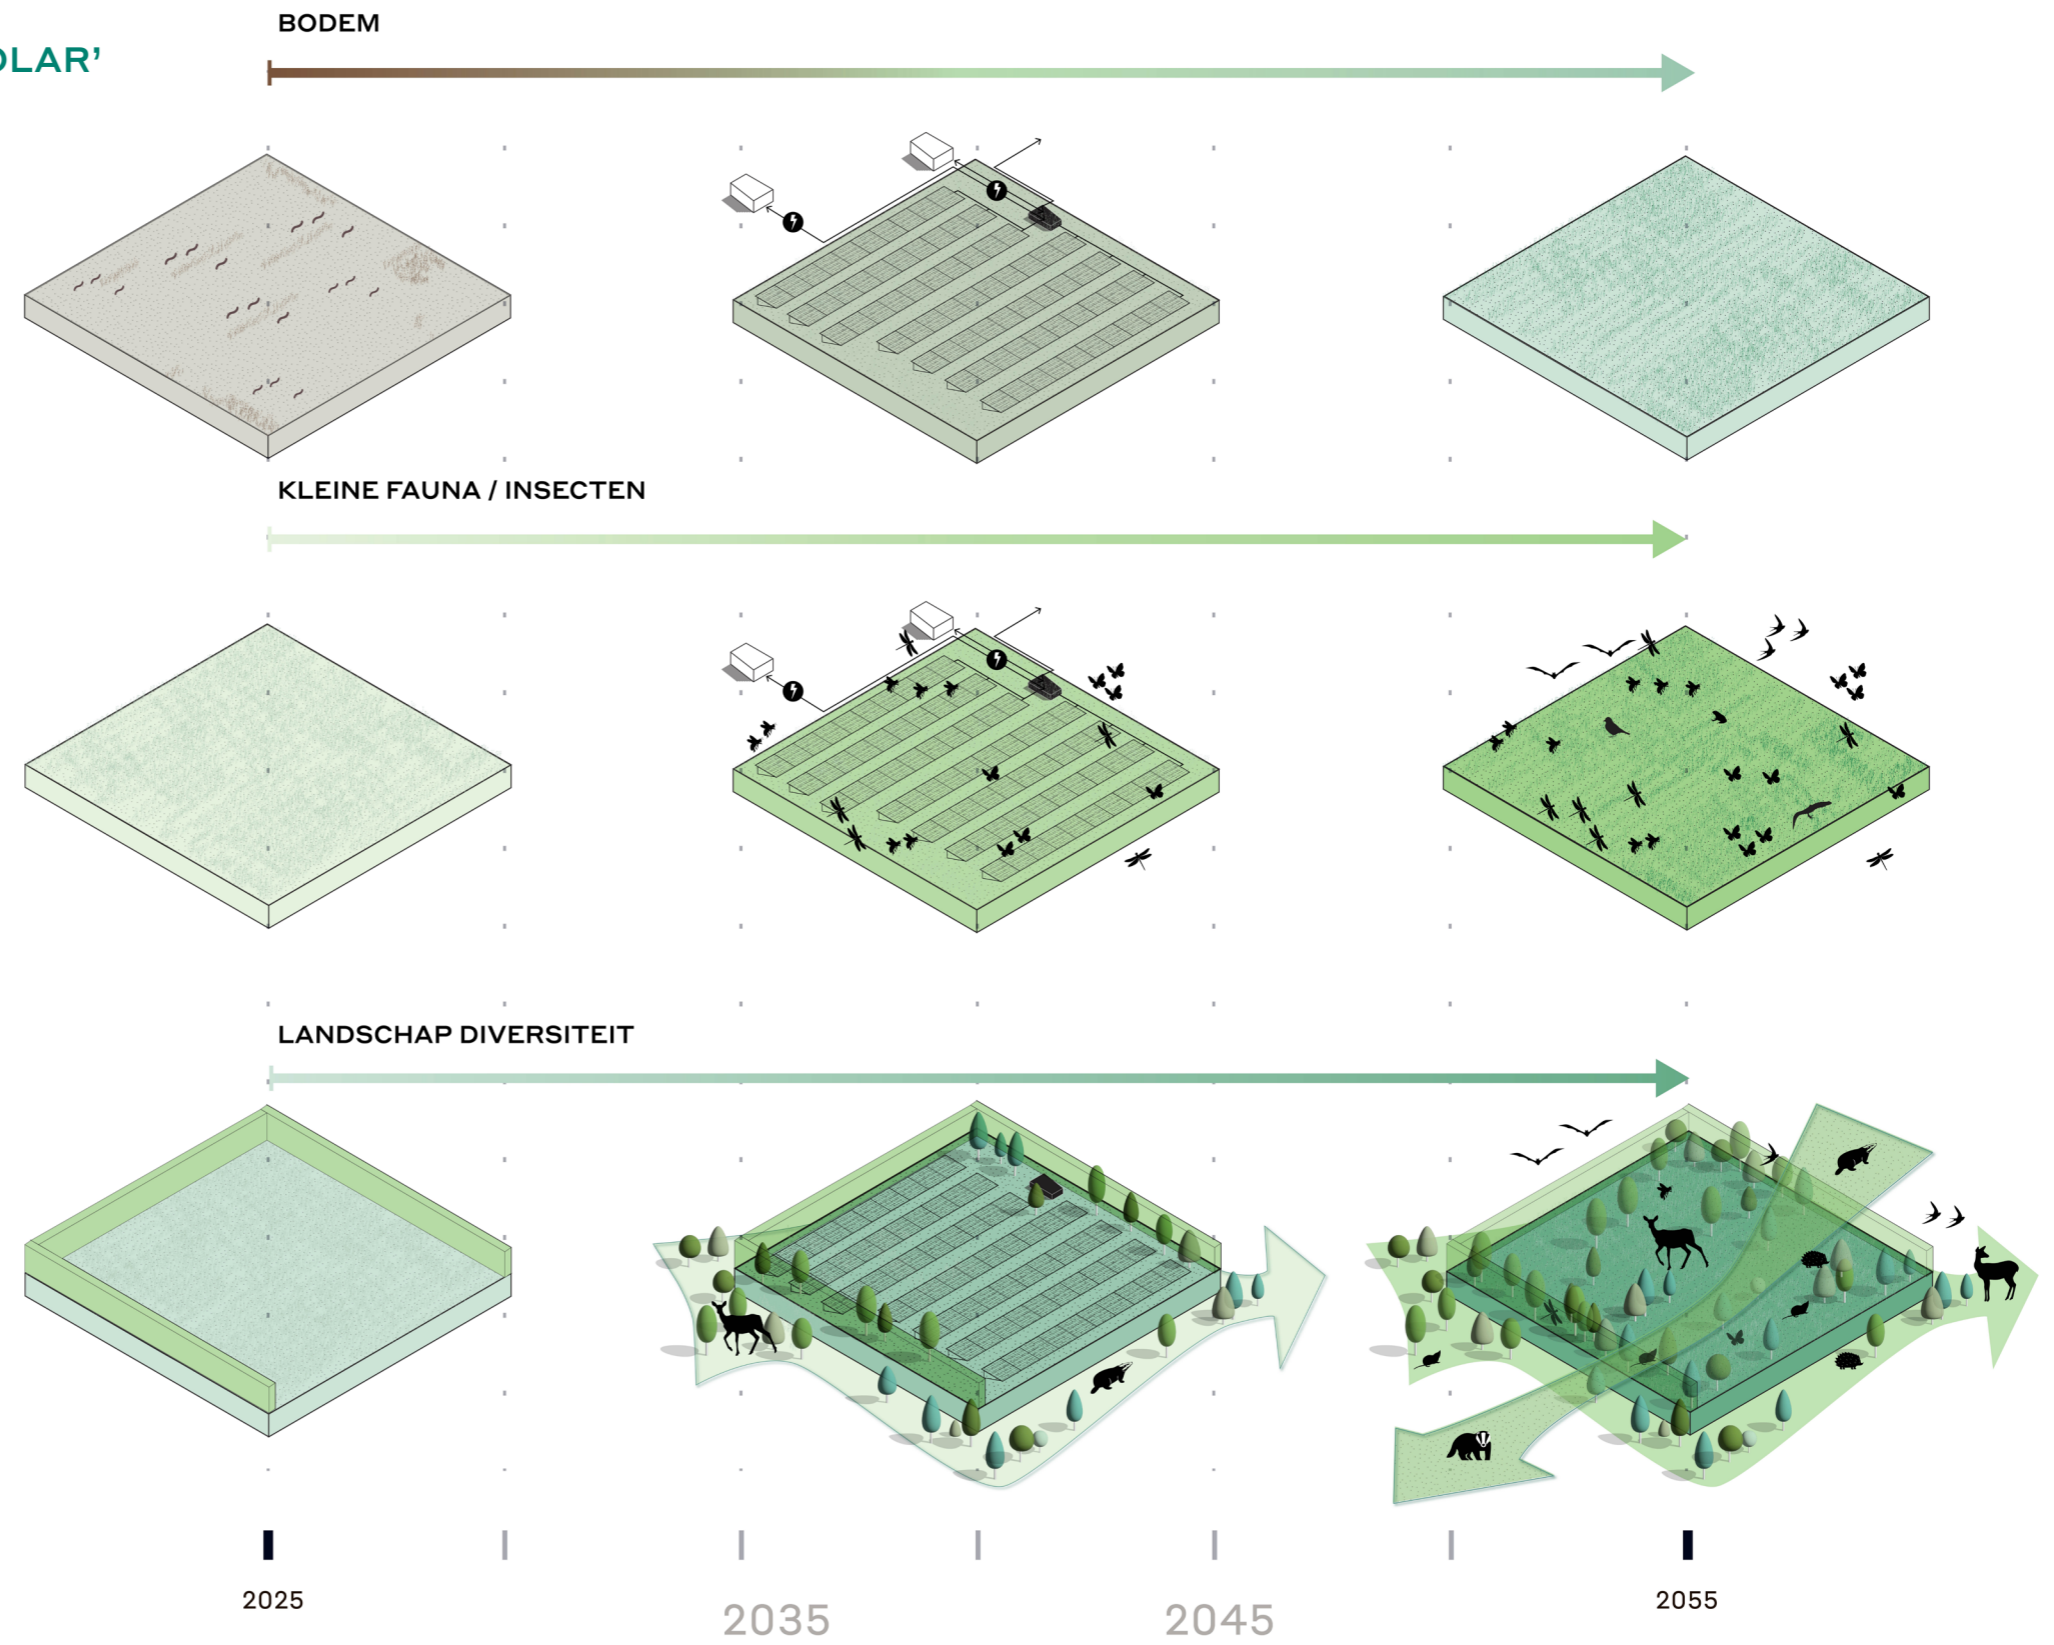 BODEM
OLAR’
KLEINE FAUNA / INSECTEN
LANDSCHAP DIVERSITEIT
2025
2035
2045
2055